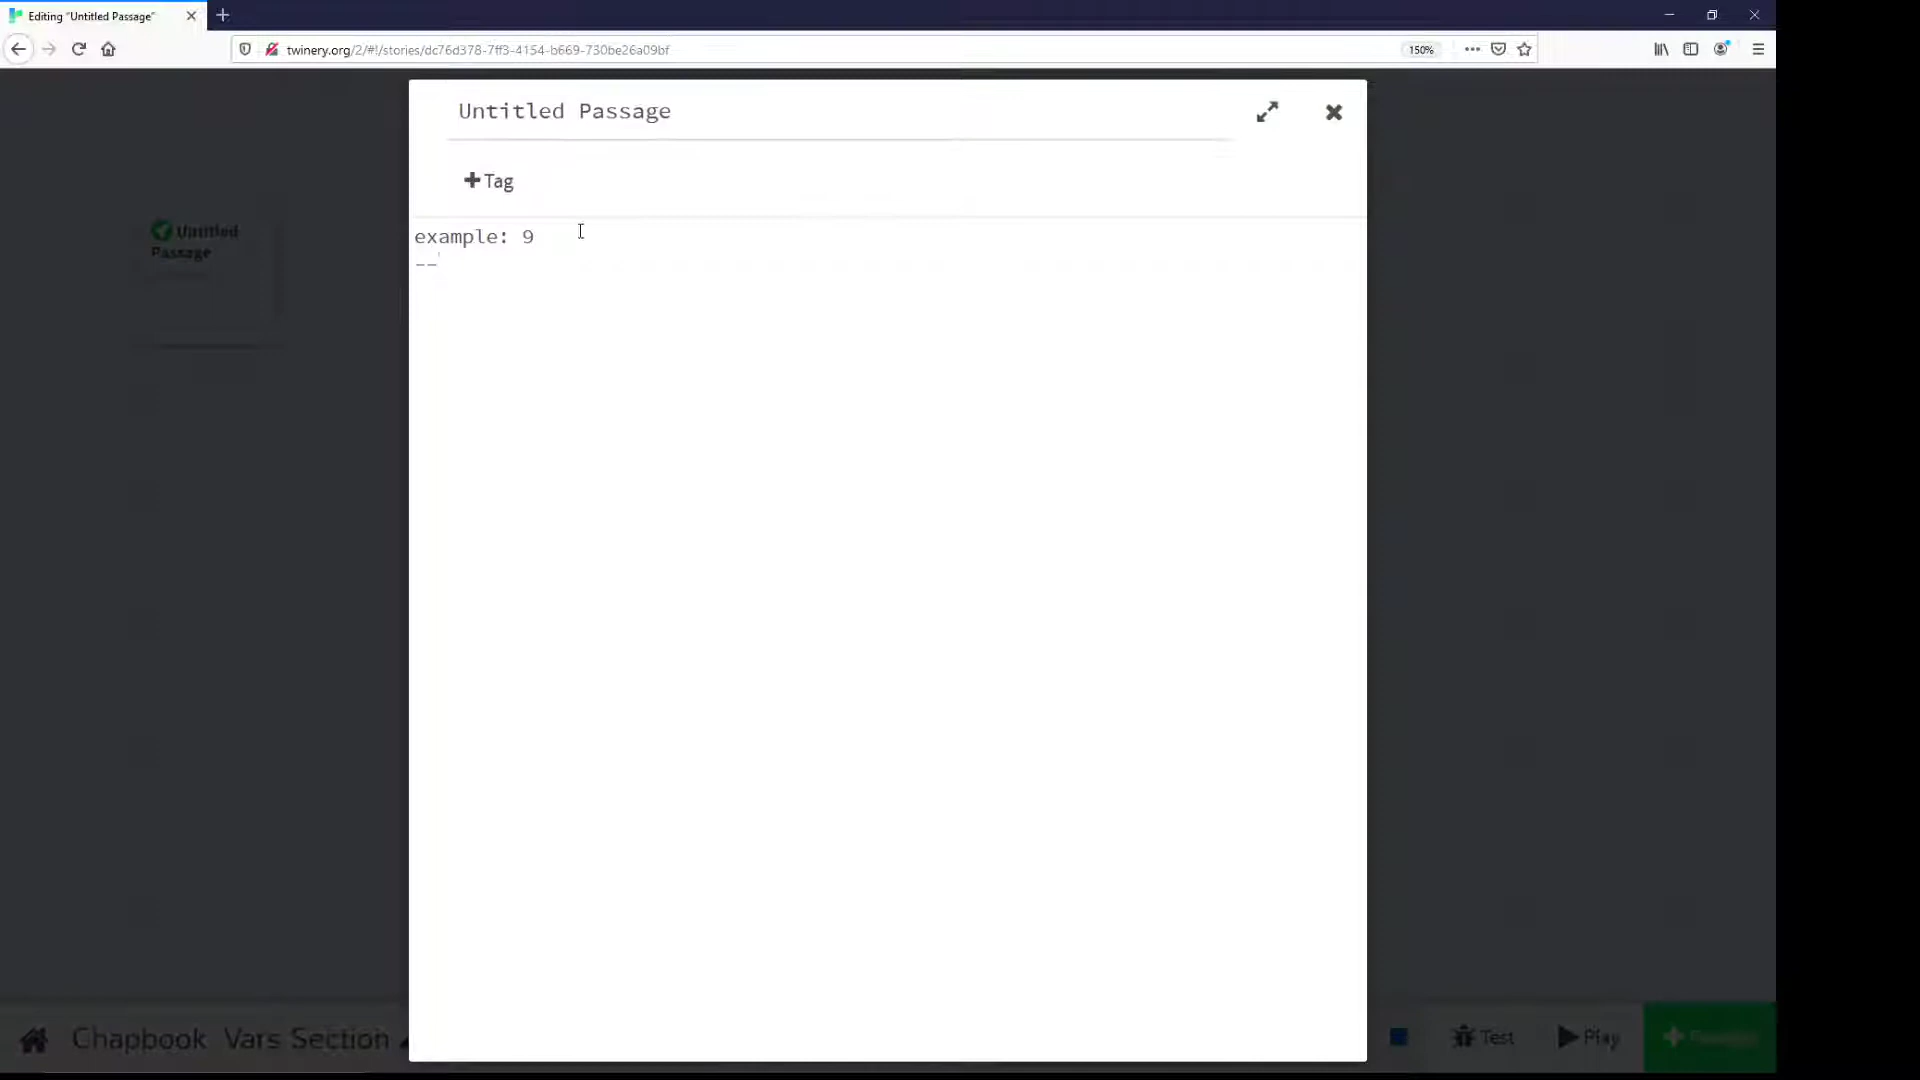 Editing "Untitled Passage"
twinery.org/2/#!/stories/dc76d378-7ff3-4154-b669-730be26a09bf
150%
Untitled Passage
Tag
example: 9
--
Untitled
Passage
Chapbook Vars Section
Test
Play